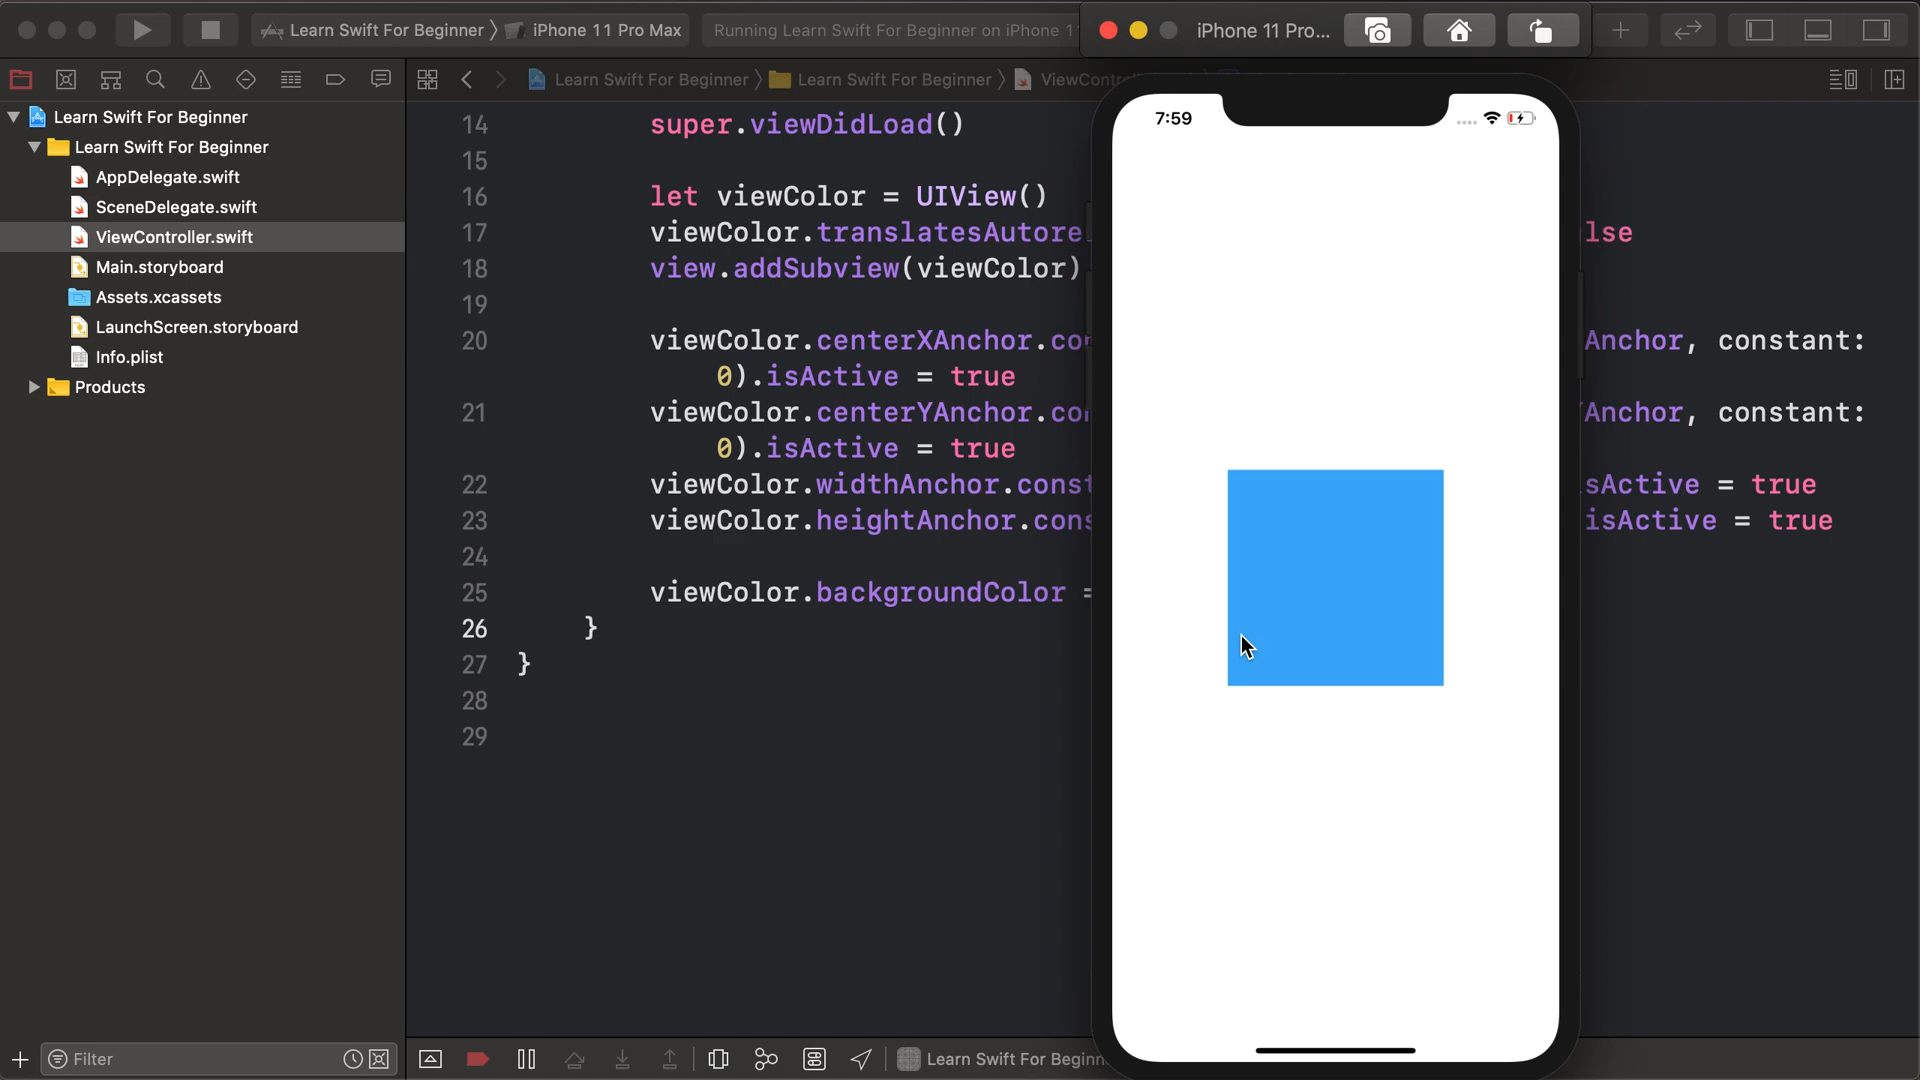 Learn Swift For Beginner
iPhone 11 Pro Max
Running Learn Swift For Beginner on iPhone 1
iPhone 11 Pro...
Learn Swift For Beginner
Learn Swift For Beginner
Learn Swift For Beginner
AppDelegate.swift
SceneDelegate.swift
ViewController.swift
Main.storyboard
Assets.xcassets
LaunchScreen.storyboard
Info.plist
Products
Filter
Learn Swift For Beginner
ViewCont
14 super.viewDidLoad()
15
16 let viewColor = UIView()
17 viewColor.translatesAutore lse
18 view.addSubview(viewColor)
19
20 viewColor.centerXAnchor.co Anchor, constant:
0).isActive = true
21 viewColor.centerYAnchor.co Anchor, constant:
0).isActive = true
22 viewColor.widthAnchor.const sActive = true
23 viewColor.heightAnchor.cons isActive = true
24
25 viewColor.backgroundColor =
26 }
27 }
28
29
7:59
Learn Swift For Beginn